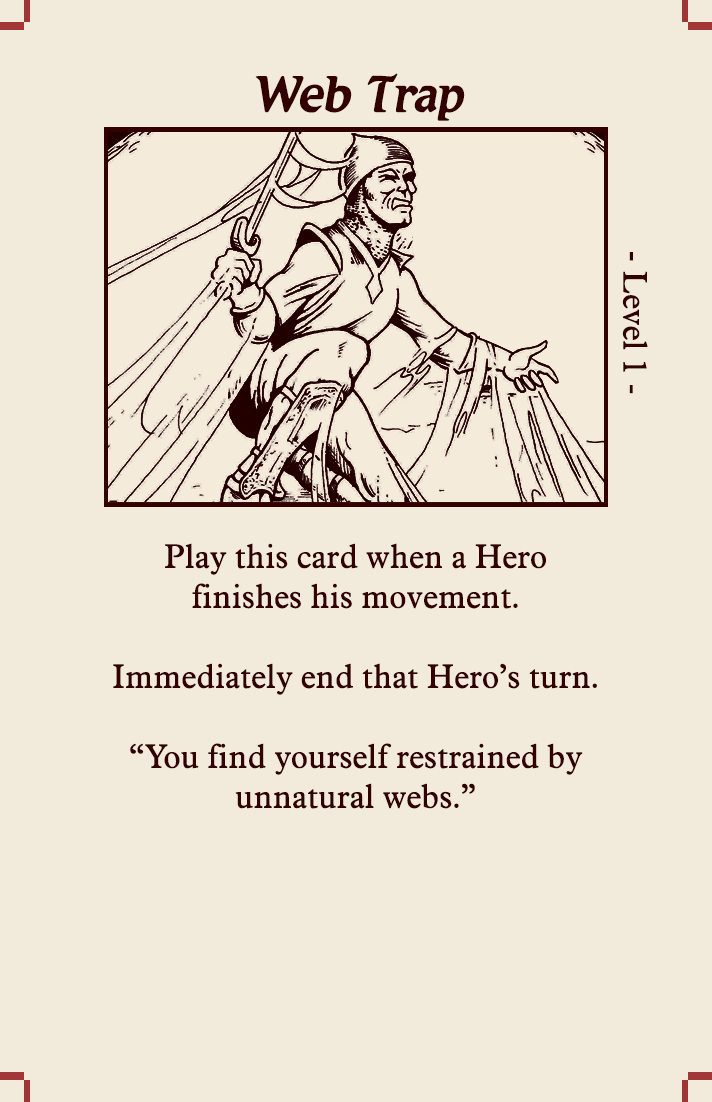 Web Trap
- Level 1 -
Play this card when a Hero
finishes his movement.
Immediately end that Hero’s turn.
“You find yourself restrained by
unnatural webs.”